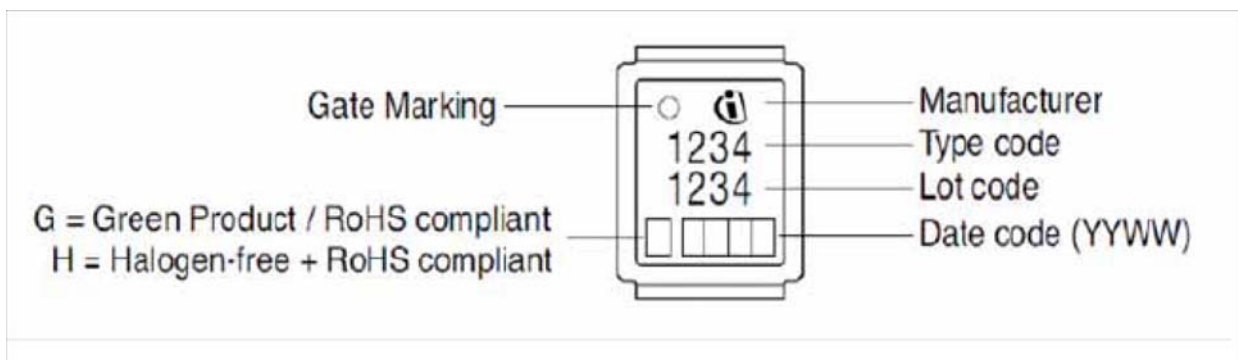 Gate Marking
Manufacturer
1234
Type code
1234
Lot code
G = Green Product / RoHS compliant
H = Halogen-free + RoHS compliant
Date code (YYWW)